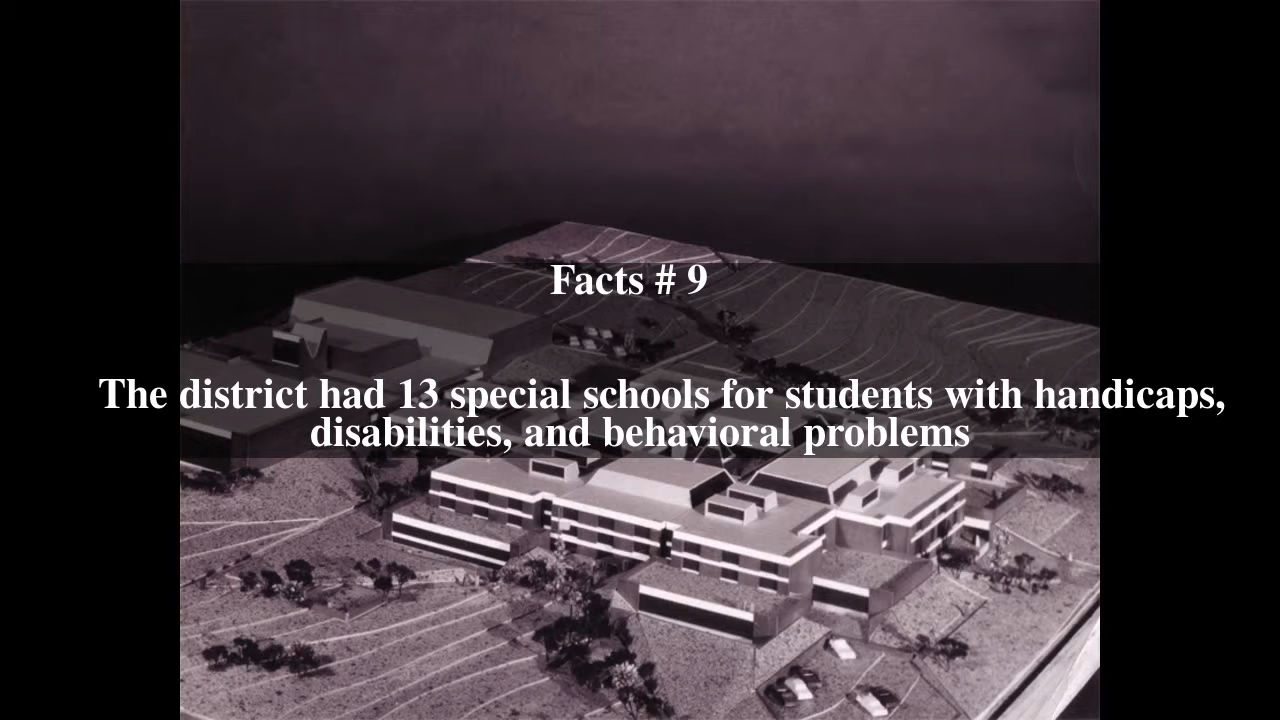 Facts # 9
The district had 13 special schools for students with handicaps,
disabilities, and behavioral problems